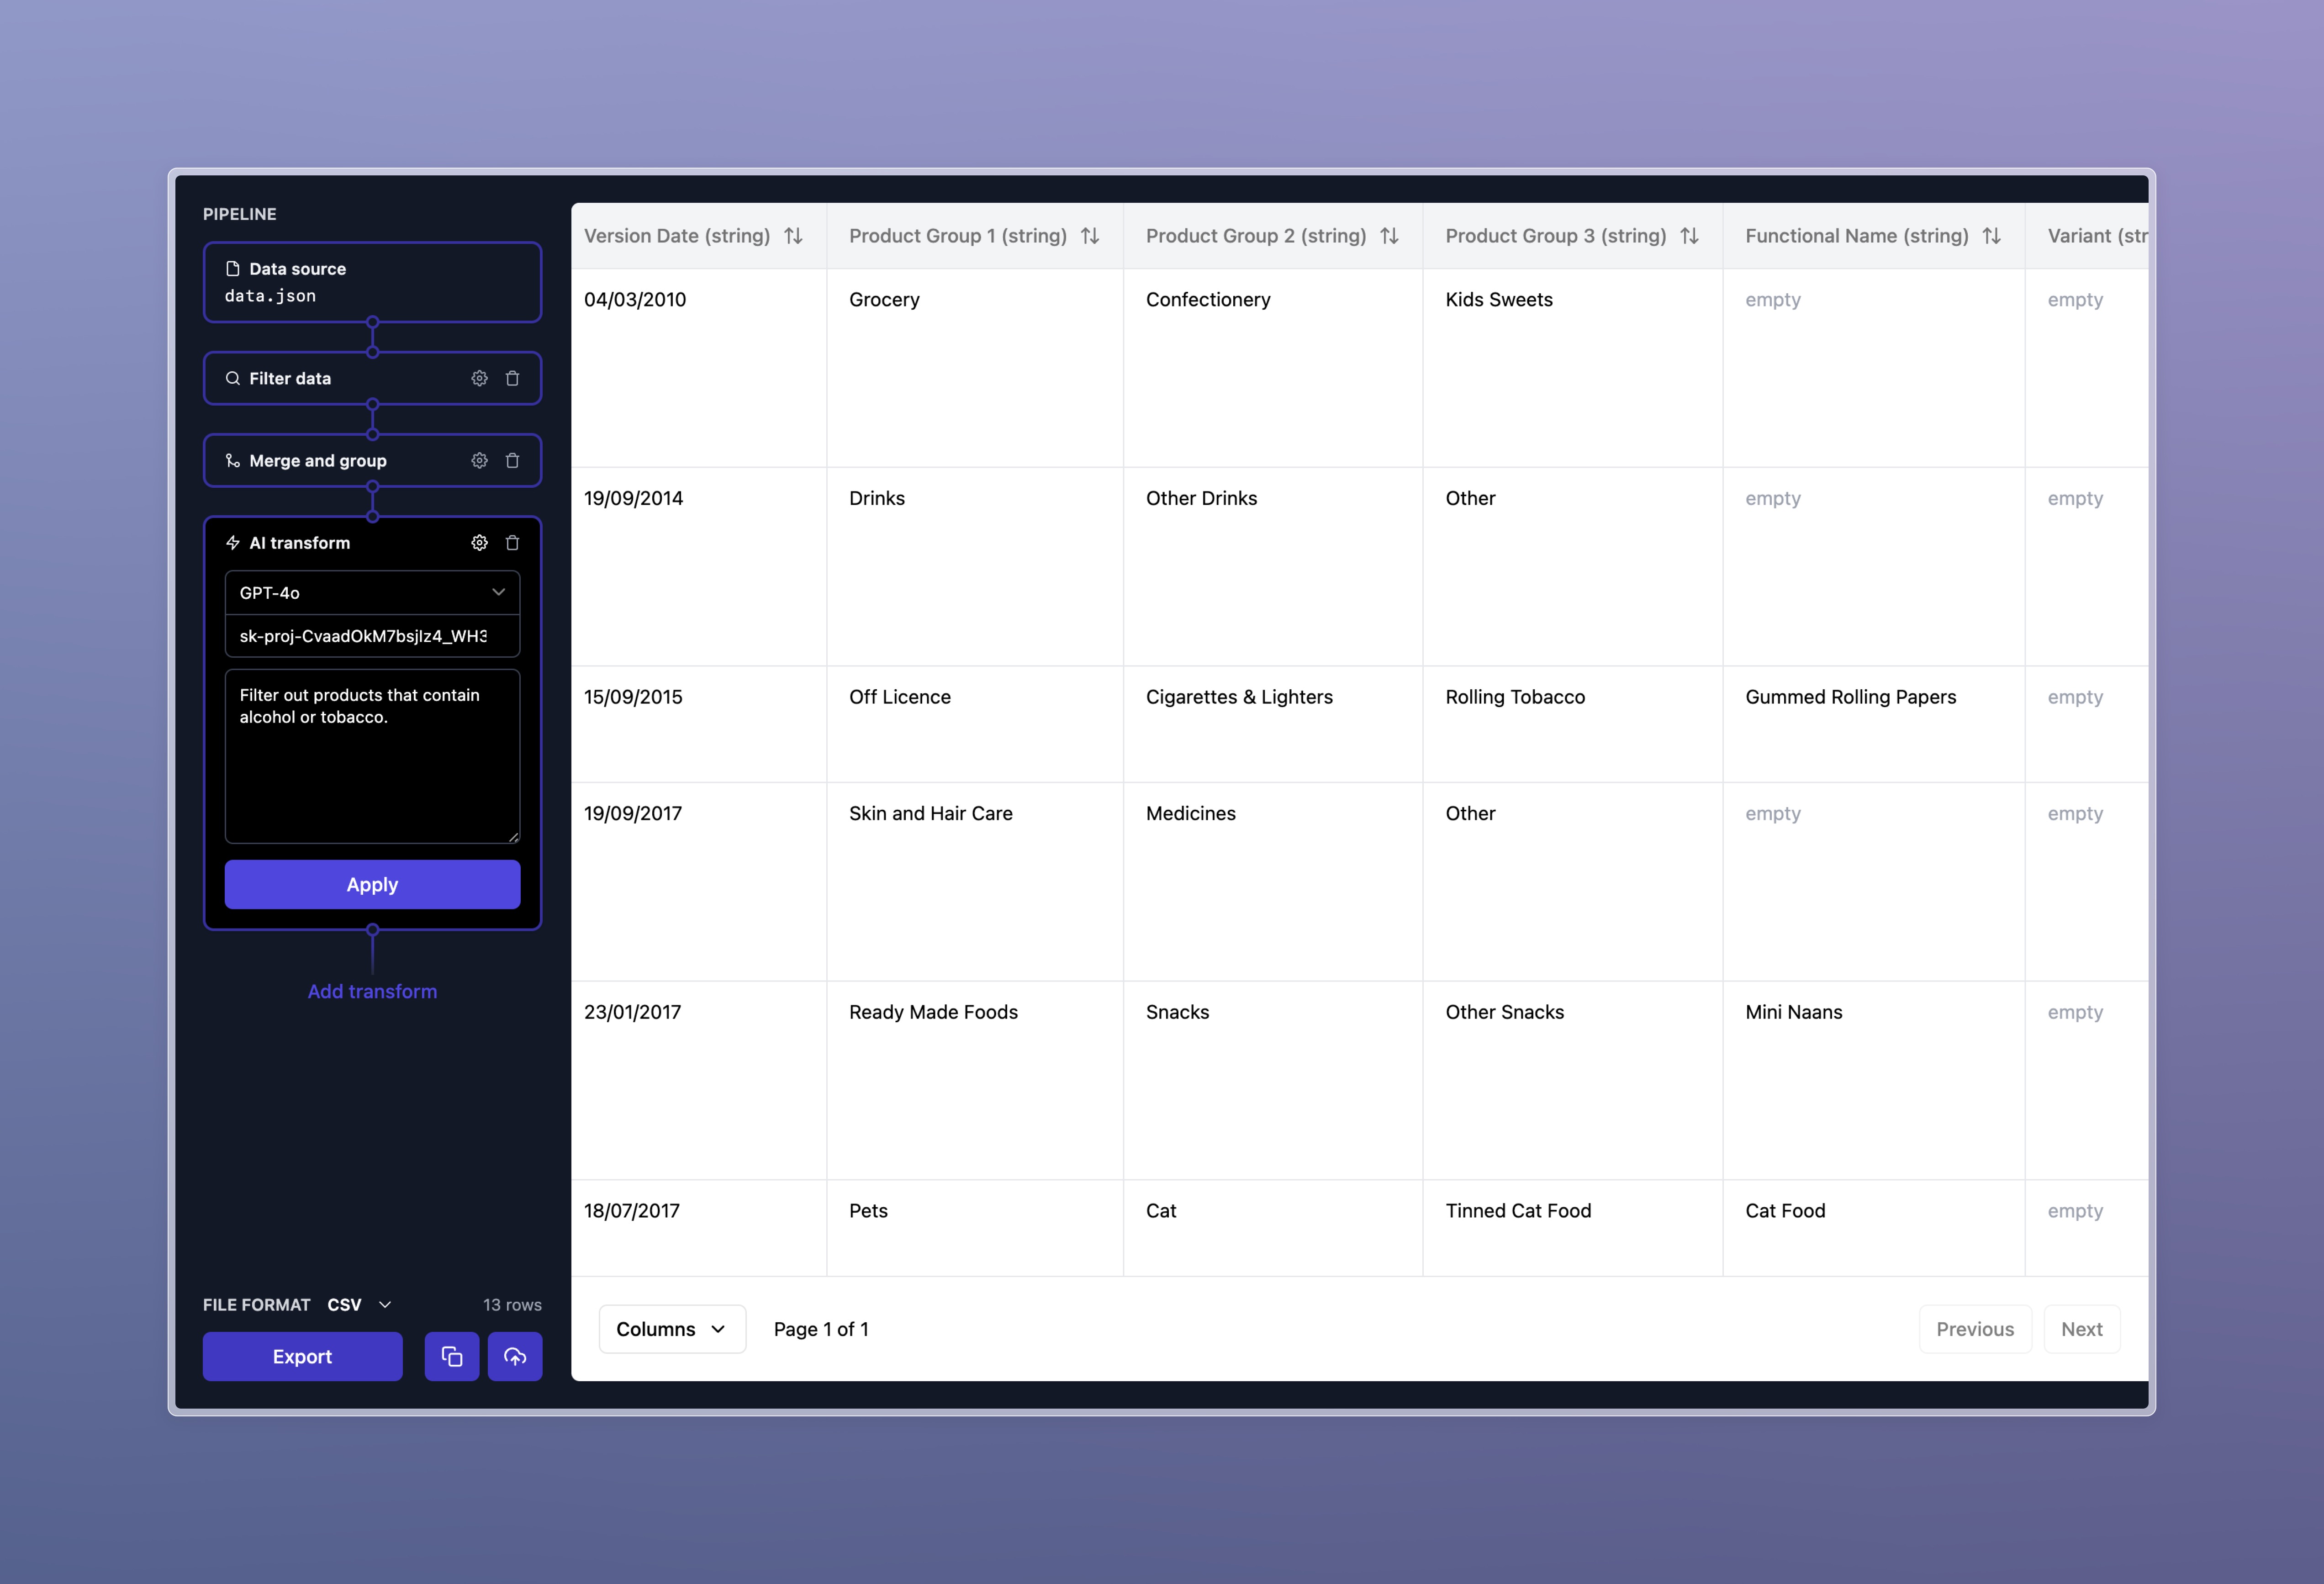 PIPELINE
Data source
data.json
Filter data
Merge and group
AI transform
GPT-4o
sk-proj-CvaadOkM7bsjIz4_WH3
Filter out products that contain
alcohol or tobacco.
Apply
Add transform
FILE FORMAT CSV 13 rows
Export
Version Date (string) Product Group 1 (string) Product Group 2 (string) Product Group 3 (string) Functional Name (string) Variant (str
04/03/2010 Grocery Confectionery Kids Sweets empty empty
19/09/2014 Drinks Other Drinks Other empty empty
15/09/2015 Off Licence Cigarettes & Lighters Rolling Tobacco Gummed Rolling Papers empty
19/09/2017 Skin and Hair Care Medicines Other empty empty
23/01/2017 Ready Made Foods Snacks Other Snacks Mini Naans empty
18/07/2017 Pets Cat Tinned Cat Food Cat Food empty
Columns Page 1 of 1 Previous Next